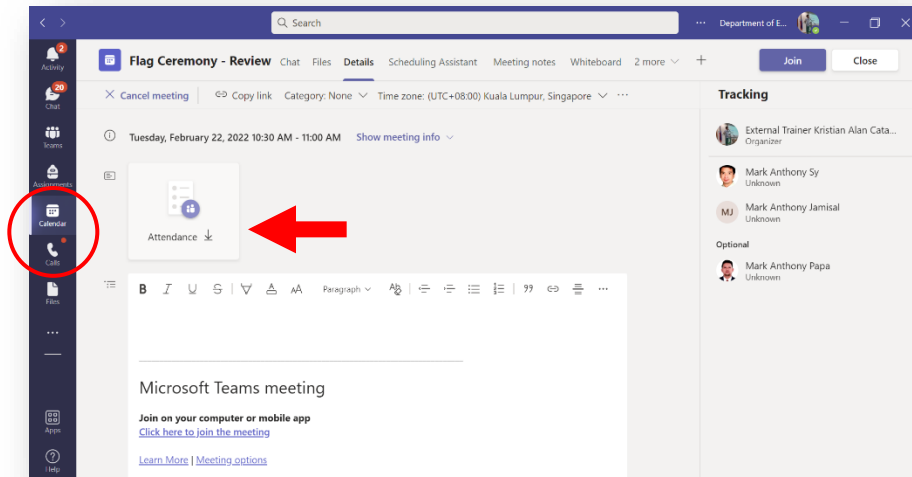 Search
Department of E...
2
Activity
20
Chat
Teams
Assignments
Calendar
Calls
Files
Apps
Help
Flag Ceremony - Review Chat Files Details Scheduling Assistant Meeting notes Whiteboard 2 more
Join Close
Cancel meeting Copy link Category: None Time zone: (UTC+08:00) Kuala Lumpur, Singapore ...
Tuesday, February 22, 2022 10:30 AM - 11:00 AM Show meeting info
Attendance
B I U S A AA Paragraph
Microsoft Teams meeting
Join on your computer or mobile app
Click here to join the meeting
Learn More | Meeting options
Tracking
External Trainer Kristian Alan Cata...
Organizer
Mark Anthony Sy
Unknown
MJ
Mark Anthony Jamisal
Unknown
Optional
Mark Anthony Papa
Unknown